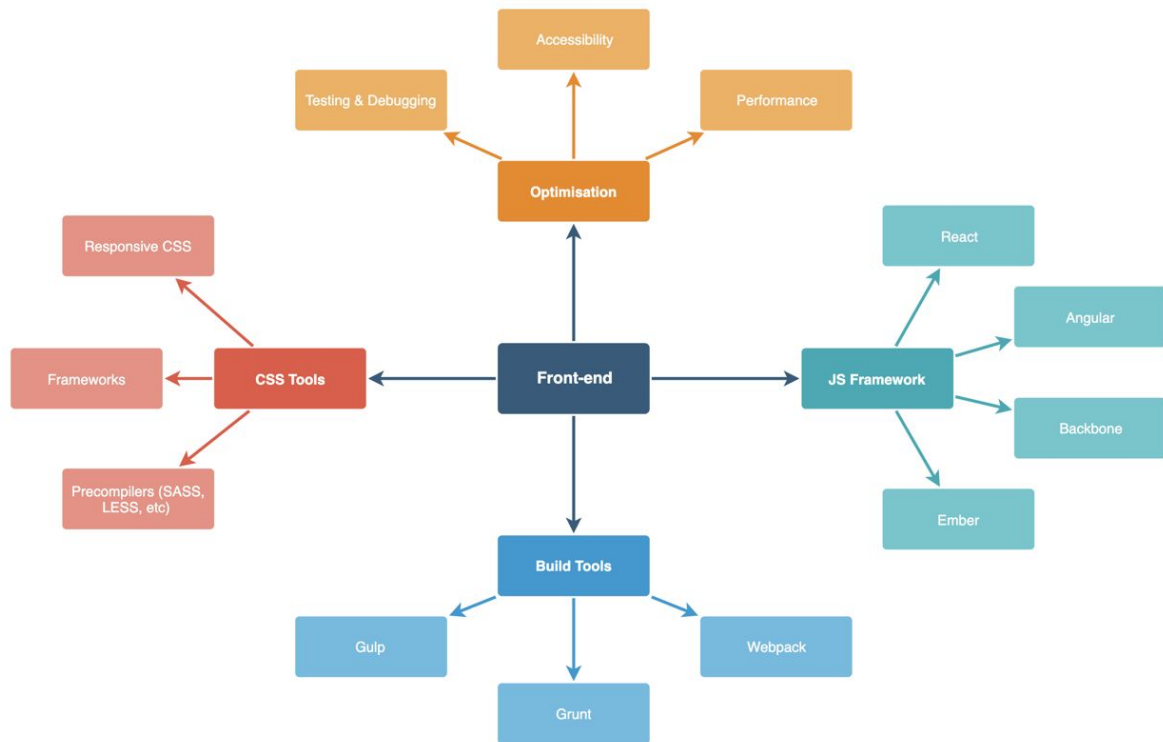 Accessibility
Testing & Debugging
Performance
Optimisation
React
Responsive CSS
Angular
Frameworks
CSS Tools
Front-end
JS Framework
Backbone
Precompilers (SASS,
LESS, etc)
Ember
Build Tools
Gulp
Webpack
Grunt